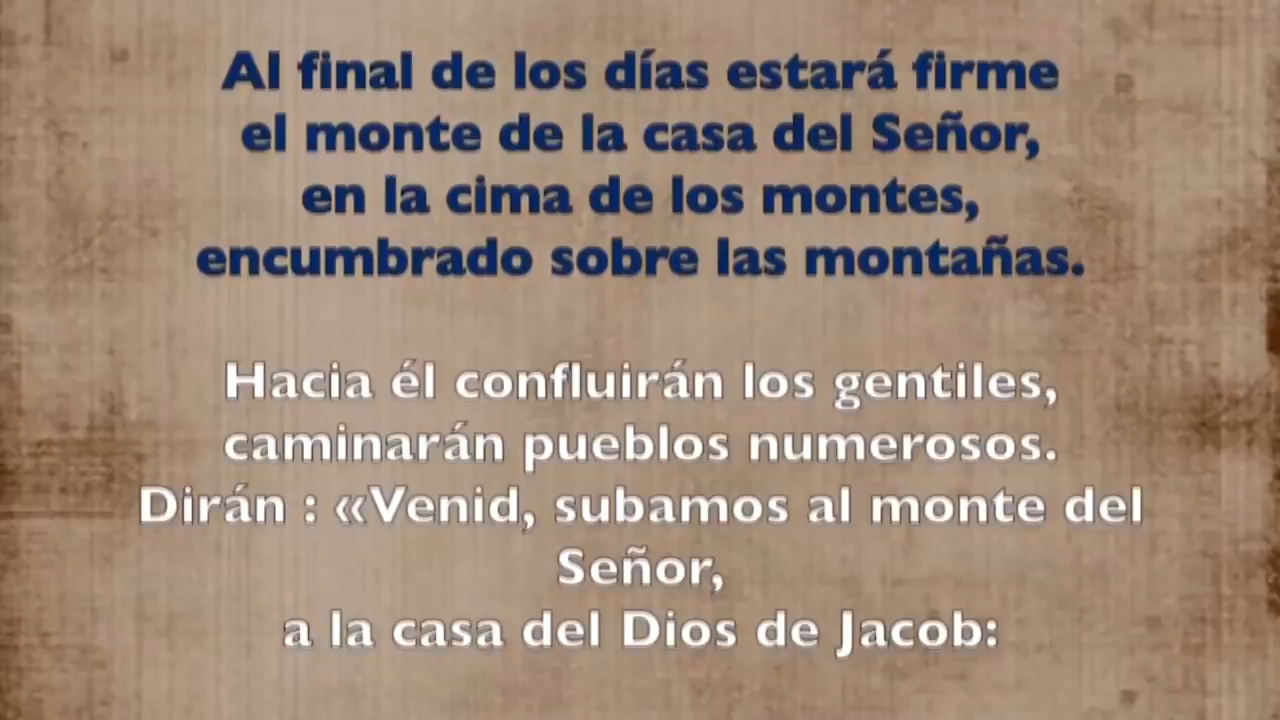 Al final de los días estará firme
el monte de la casa del Señor,
en la cima de los montes,
encumbrado sobre las montañas.
Hacia él confluirán los gentiles,
caminarán pueblos numerosos.
Dirán : «Venid, subamos al monte del
Señor,
a la casa del Dios de Jacob: